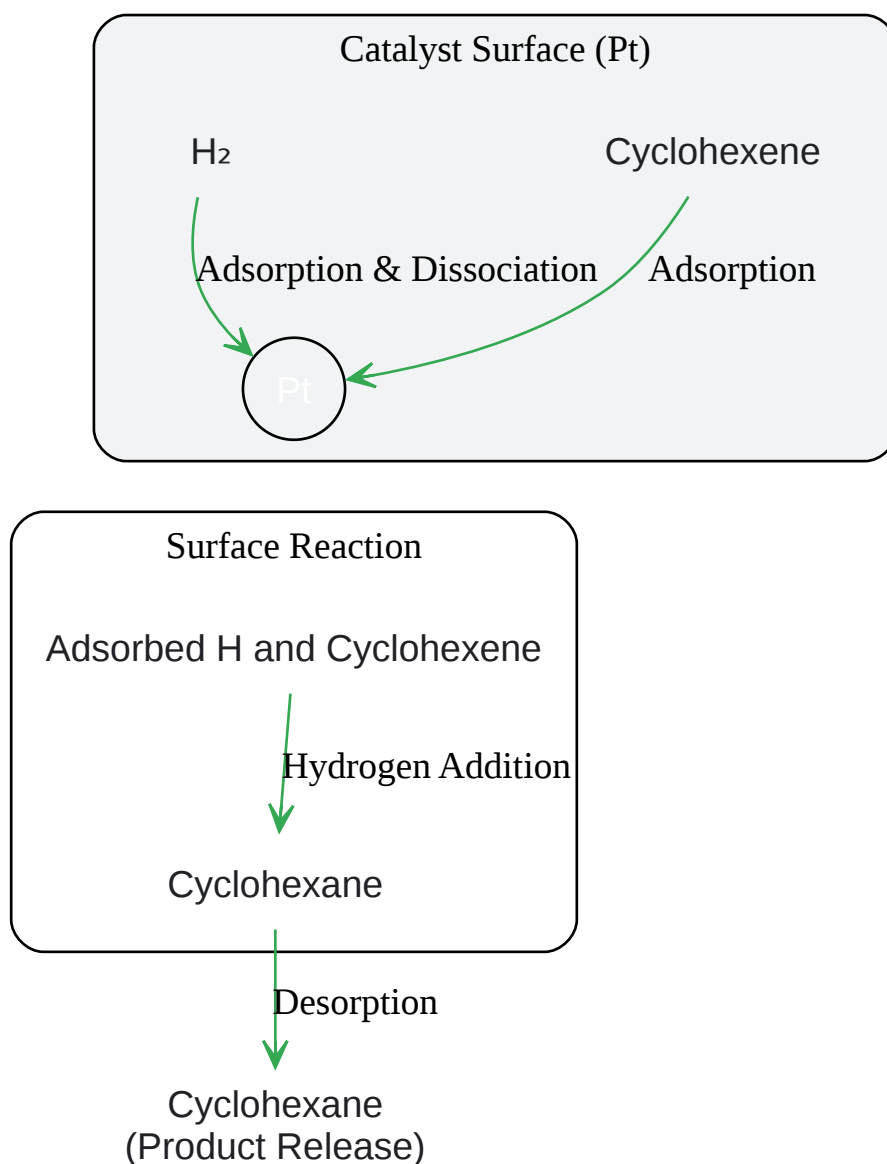 Catalyst Surface (Pt)
H₂
Cyclohexene
Adsorption & Dissociation
Adsorption
Pt
Surface Reaction
Adsorbed H and Cyclohexene
Hydrogen Addition
Cyclohexane
Desorption
Cyclohexane
(Product Release)